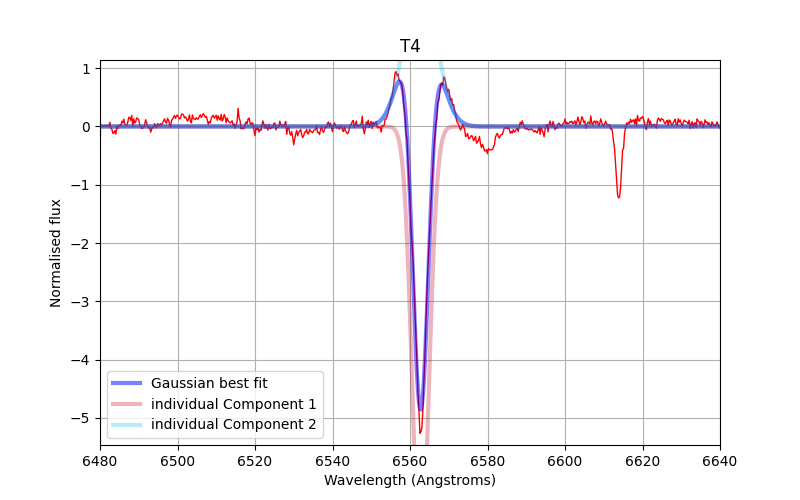 T4
Normalised flux
1
0
−1
−2
−3
−4
−5
Gaussian best fit
individual Component 1
individual Component 2
6480 6500 6520 6540 6560 6580 6600 6620 6640
Wavelength (Angstroms)